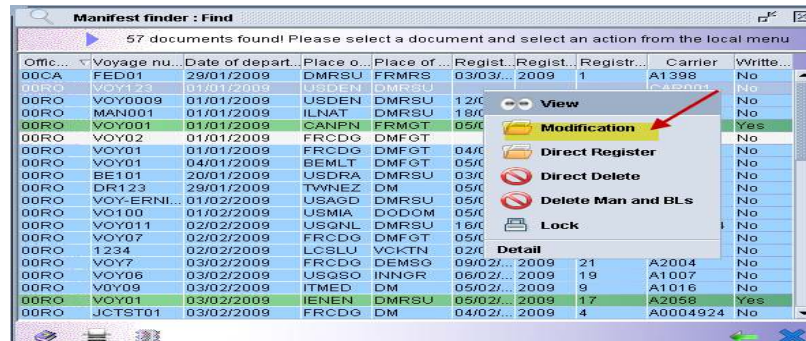 Manifest finder : Find
57 documents found! Please select a document and select an action from the local menu
Offic... Voyage nu... Date of depart... Place o... Place of ... Regist... Regist... Registr... Carrier Writte...
00CA FED01 29/01/2009 DMRSU FRMRS 03/03/... 2009 1 A1398 No
00RO VOY123 01/01/2009 USDEN DMRSU CAR001 No
00RO VOY0009 01/01/2009 USDEN DMRSU 12/0 No
00RO MAN001 01/01/2009 ILNAT DMRSU 18/0 No
00RO VOY001 01/01/2009 CANPN FRMGT 05/0 Yes
00RO VOY02 01/01/2009 FRCDG DMFGT No
00RO VOY01 01/01/2009 FRCDG DMFGT 04/0 No
00RO VOY01 04/01/2009 BEMLT DMFGT 05/0 No
00RO BE101 20/01/2009 USDRA DMRSU 03/0 No
00RO DR123 29/01/2009 TWNEZ DM 05/0 No
00RO VOY-ERNI... 01/02/2009 USAGD DMRSU 05/0 No
00RO VO100 01/02/2009 USMIA DODOM 05/0 No
00RO VOY011 02/02/2009 USQNL DMRSU 16/0 No
00RO VOY07 02/02/2009 FRCDG DMFGT 05/0 No
00RO 1234 02/02/2009 LCSLU VCKTN 02/0 No
00RO VOY7 03/02/2009 FRCDG DEMSG 09/02/... 2009 21 A2004 No
00RO VOY06 03/02/2009 USQSO INNGR 06/02/... 2009 19 A1007 No
00RO V0Y09 03/02/2009 ITMED DM 05/02/... 2009 9 A1016 No
00RO VOY01 03/02/2009 IENEN DMRSU 05/02/... 2009 17 A2058 Yes
00RO JCTST01 03/02/2009 FRCDG DM 04/02/... 2009 4 A0004924 No
View
Modification
Direct Register
Direct Delete
Delete Man and BLs
Lock
Detail